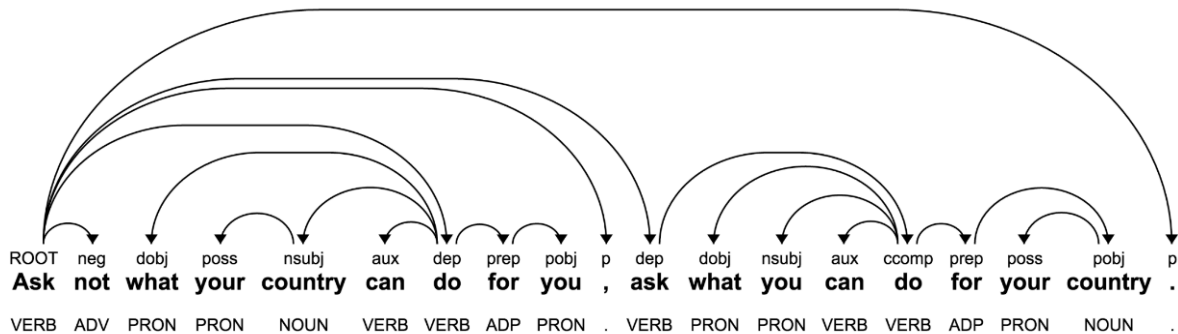 ROOT neg dobj poss nsubj aux dep prep pobj p dep dobj nsubj aux ccomp prep poss pobj p
Ask not what your country can do for you , ask what you can do for your country .
VERB ADV PRON PRON NOUN VERB VERB ADP PRON . VERB PRON PRON VERB VERB ADP PRON NOUN .